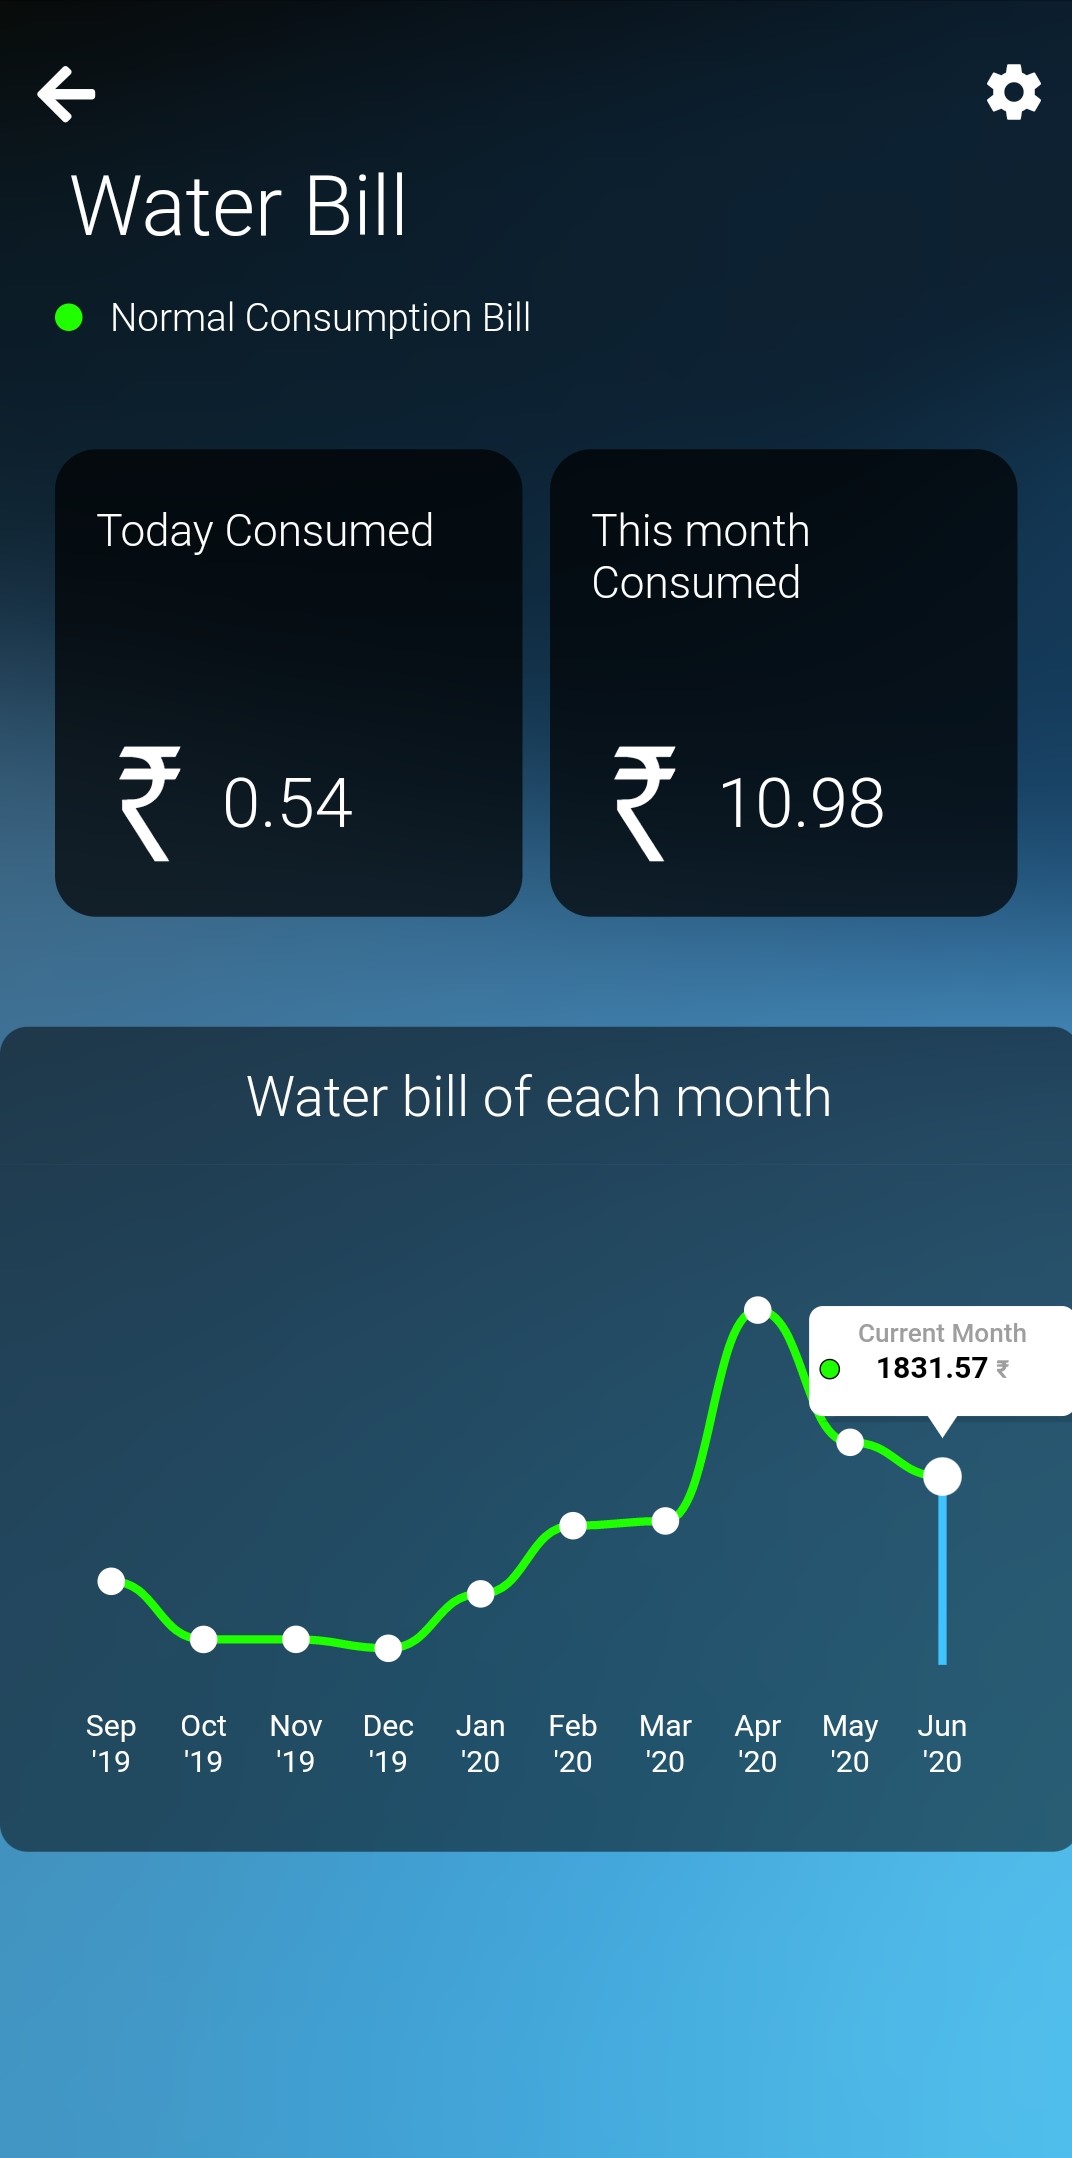 Water Bill
Normal Consumption Bill
Today Consumed
₹ 0.54
This month
Consumed
₹ 10.98
Water bill of each month
Current Month
1831.57 ₹
Sep Oct Nov Dec Jan Feb Mar Apr May Jun
'19 '19 '19 '19 '20 '20 '20 '20 '20 '20